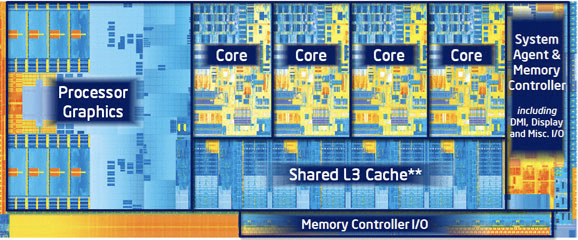 Processor
Graphics
Core
Core
Core
Core
System
Agent &
Memory
Controller
including
DMI, Display
and Misc. I/O
Shared L3 Cache**
Memory Controller I/O